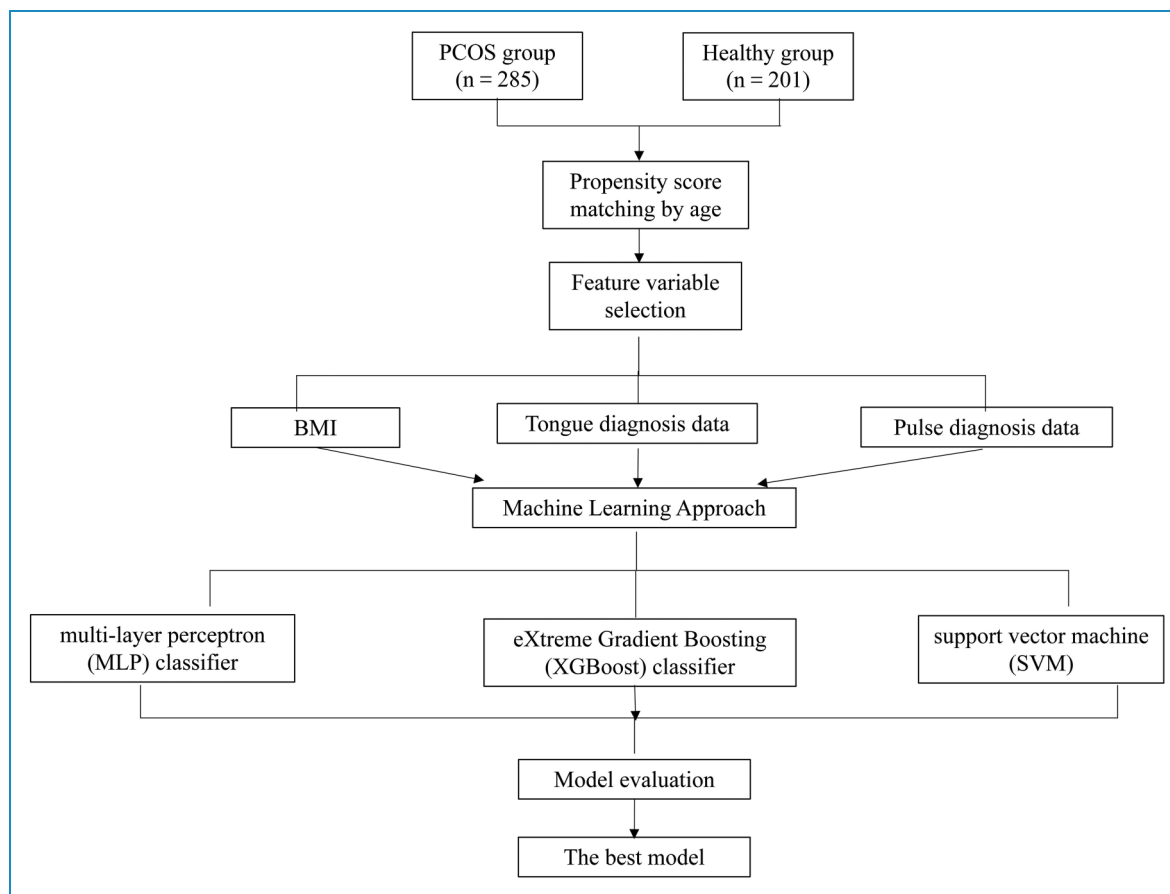 PCOS group
(n = 285)
Healthy group
(n = 201)
Propensity score
matching by age
Feature variable
selection
BMI
Tongue diagnosis data
Pulse diagnosis data
Machine Learning Approach
multi-layer perceptron
(MLP) classifier
eXtreme Gradient Boosting
(XGBoost) classifier
support vector machine
(SVM)
Model evaluation
The best model